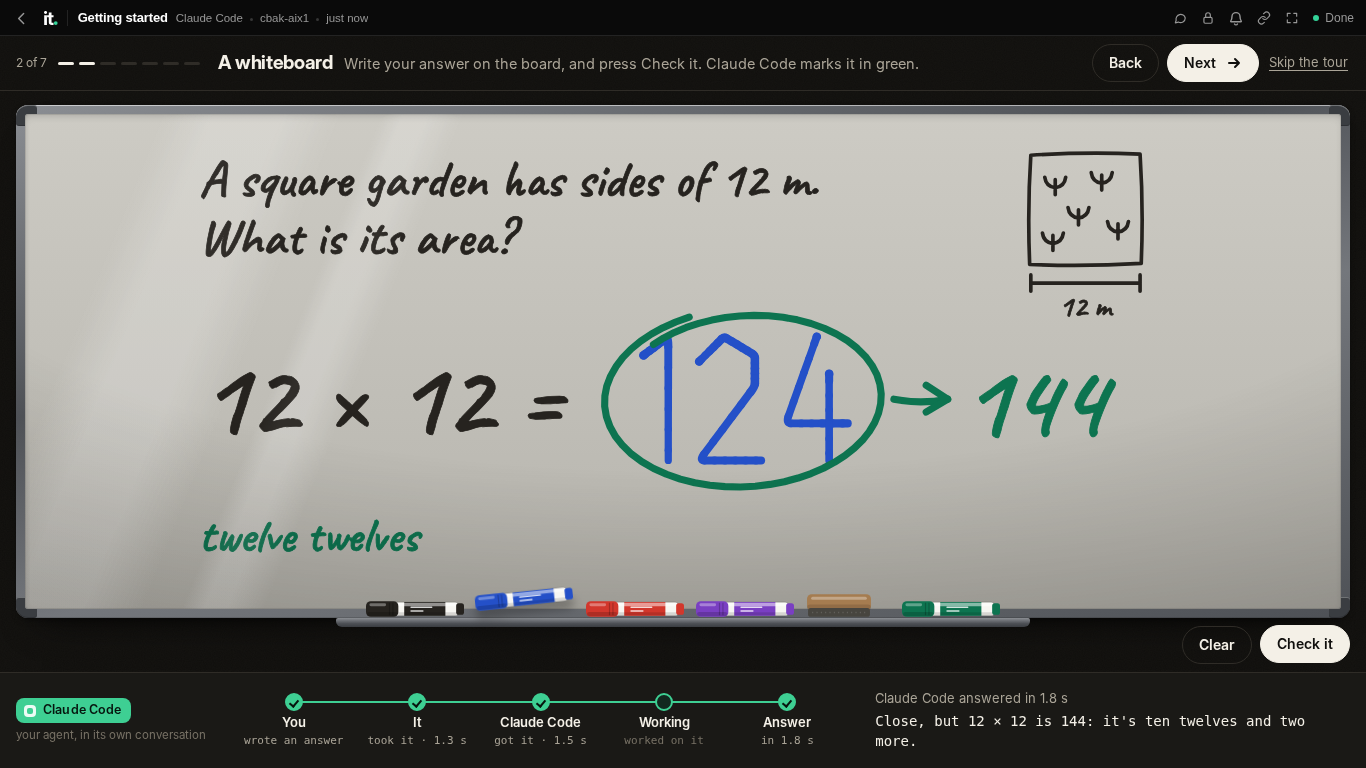 it. Getting started Claude Code • cbak-aix1 • just now Done
2 of 7 A whiteboard Write your answer on the board, and press Check it. Claude Code marks it in green. Back Next → Skip the tour
A square garden has sides of 12 m.
What is its area?
12 m
12 × 12 = 124 → 144
twelve twelves
Clear Check it
Claude Code
your agent, in its own conversation
You It Claude Code Working Answer
wrote an answer took it · 1.3 s got it · 1.5 s worked on it in 1.8 s
Claude Code answered in 1.8 s
Close, but 12 × 12 is 144: it's ten twelves and two
more.